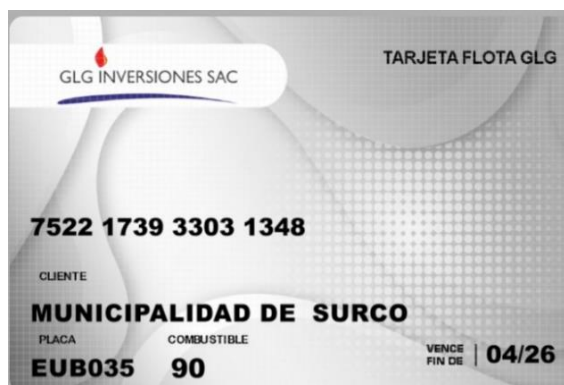 GLG INVERSIONES SAC
TARJETA FLOTA GLG
7522 1739 3303 1348
CLIENTE
MUNICIPALIDAD DE SURCO
PLACA COMBUSTIBLE
EUB035 90
VENCE
FIN DE 04/26